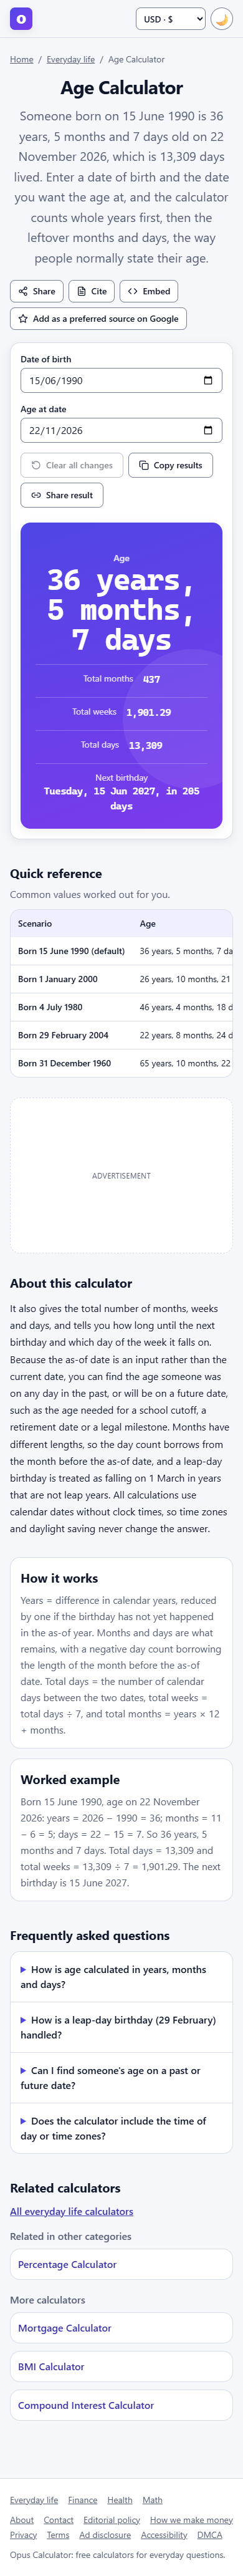 USD · $
Home / Everyday life / Age Calculator
Age Calculator
Someone born on 15 June 1990 is 36
years, 5 months and 7 days old on 22
November 2026, which is 13,309 days
lived. Enter a date of birth and the date
you want the age at, and the calculator
counts whole years first, then the
leftover months and days, the way
people normally state their age.
Share
Cite
Embed
Add as a preferred source on Google
Date of birth
15/06/1990
Age at date
22/11/2026
Clear all changes
Copy results
Share result
Age
36 years,
5 months,
7 days
Total months 437
Total weeks 1,901.29
Total days 13,309
Next birthday
Tuesday, 15 Jun 2027, in 205
days
Quick reference
Common values worked out for you.
Scenario Age
Born 15 June 1990 (default) 36 years, 5 months, 7 da
Born 1 January 2000 26 years, 10 months, 21
Born 4 July 1980 46 years, 4 months, 18 d
Born 29 February 2004 22 years, 8 months, 24 d
Born 31 December 1960 65 years, 10 months, 22
ADVERTISEMENT
About this calculator
It also gives the total number of months, weeks
and days, and tells you how long until the next
birthday and which day of the week it falls on.
Because the as-of date is an input rather than the
current date, you can find the age someone was
on any day in the past, or will be on a future date,
such as the age needed for a school cutoff, a
retirement date or a legal milestone. Months have
different lengths, so the day count borrows from
the month before the as-of date, and a leap-day
birthday is treated as falling on 1 March in years
that are not leap years. All calculations use
calendar dates without clock times, so time zones
and daylight saving never change the answer.
How it works
Years = difference in calendar years, reduced
by one if the birthday has not yet happened
in the as-of year. Months and days are what
remains, with a negative day count borrowing
the length of the month before the as-of
date. Total days = the number of calendar
days between the two dates, total weeks =
total days ÷ 7, and total months = years × 12
+ months.
Worked example
Born 15 June 1990, age on 22 November
2026: years = 2026 − 1990 = 36; months = 11
− 6 = 5; days = 22 − 15 = 7. So 36 years, 5
months and 7 days. Total days = 13,309 and
total weeks = 13,309 ÷ 7 = 1,901.29. The next
birthday is 15 June 2027.
Frequently asked questions
How is age calculated in years, months
and days?
How is a leap-day birthday (29 February)
handled?
Can I find someone's age on a past or
future date?
Does the calculator include the time of
day or time zones?
Related calculators
All everyday life calculators
Related in other categories
Percentage Calculator
More calculators
Mortgage Calculator
BMI Calculator
Compound Interest Calculator
Everyday life Finance Health Math
About Contact Editorial policy How we make money
Privacy Terms Ad disclosure Accessibility DMCA
Opus Calculator: free calculators for everyday questions.